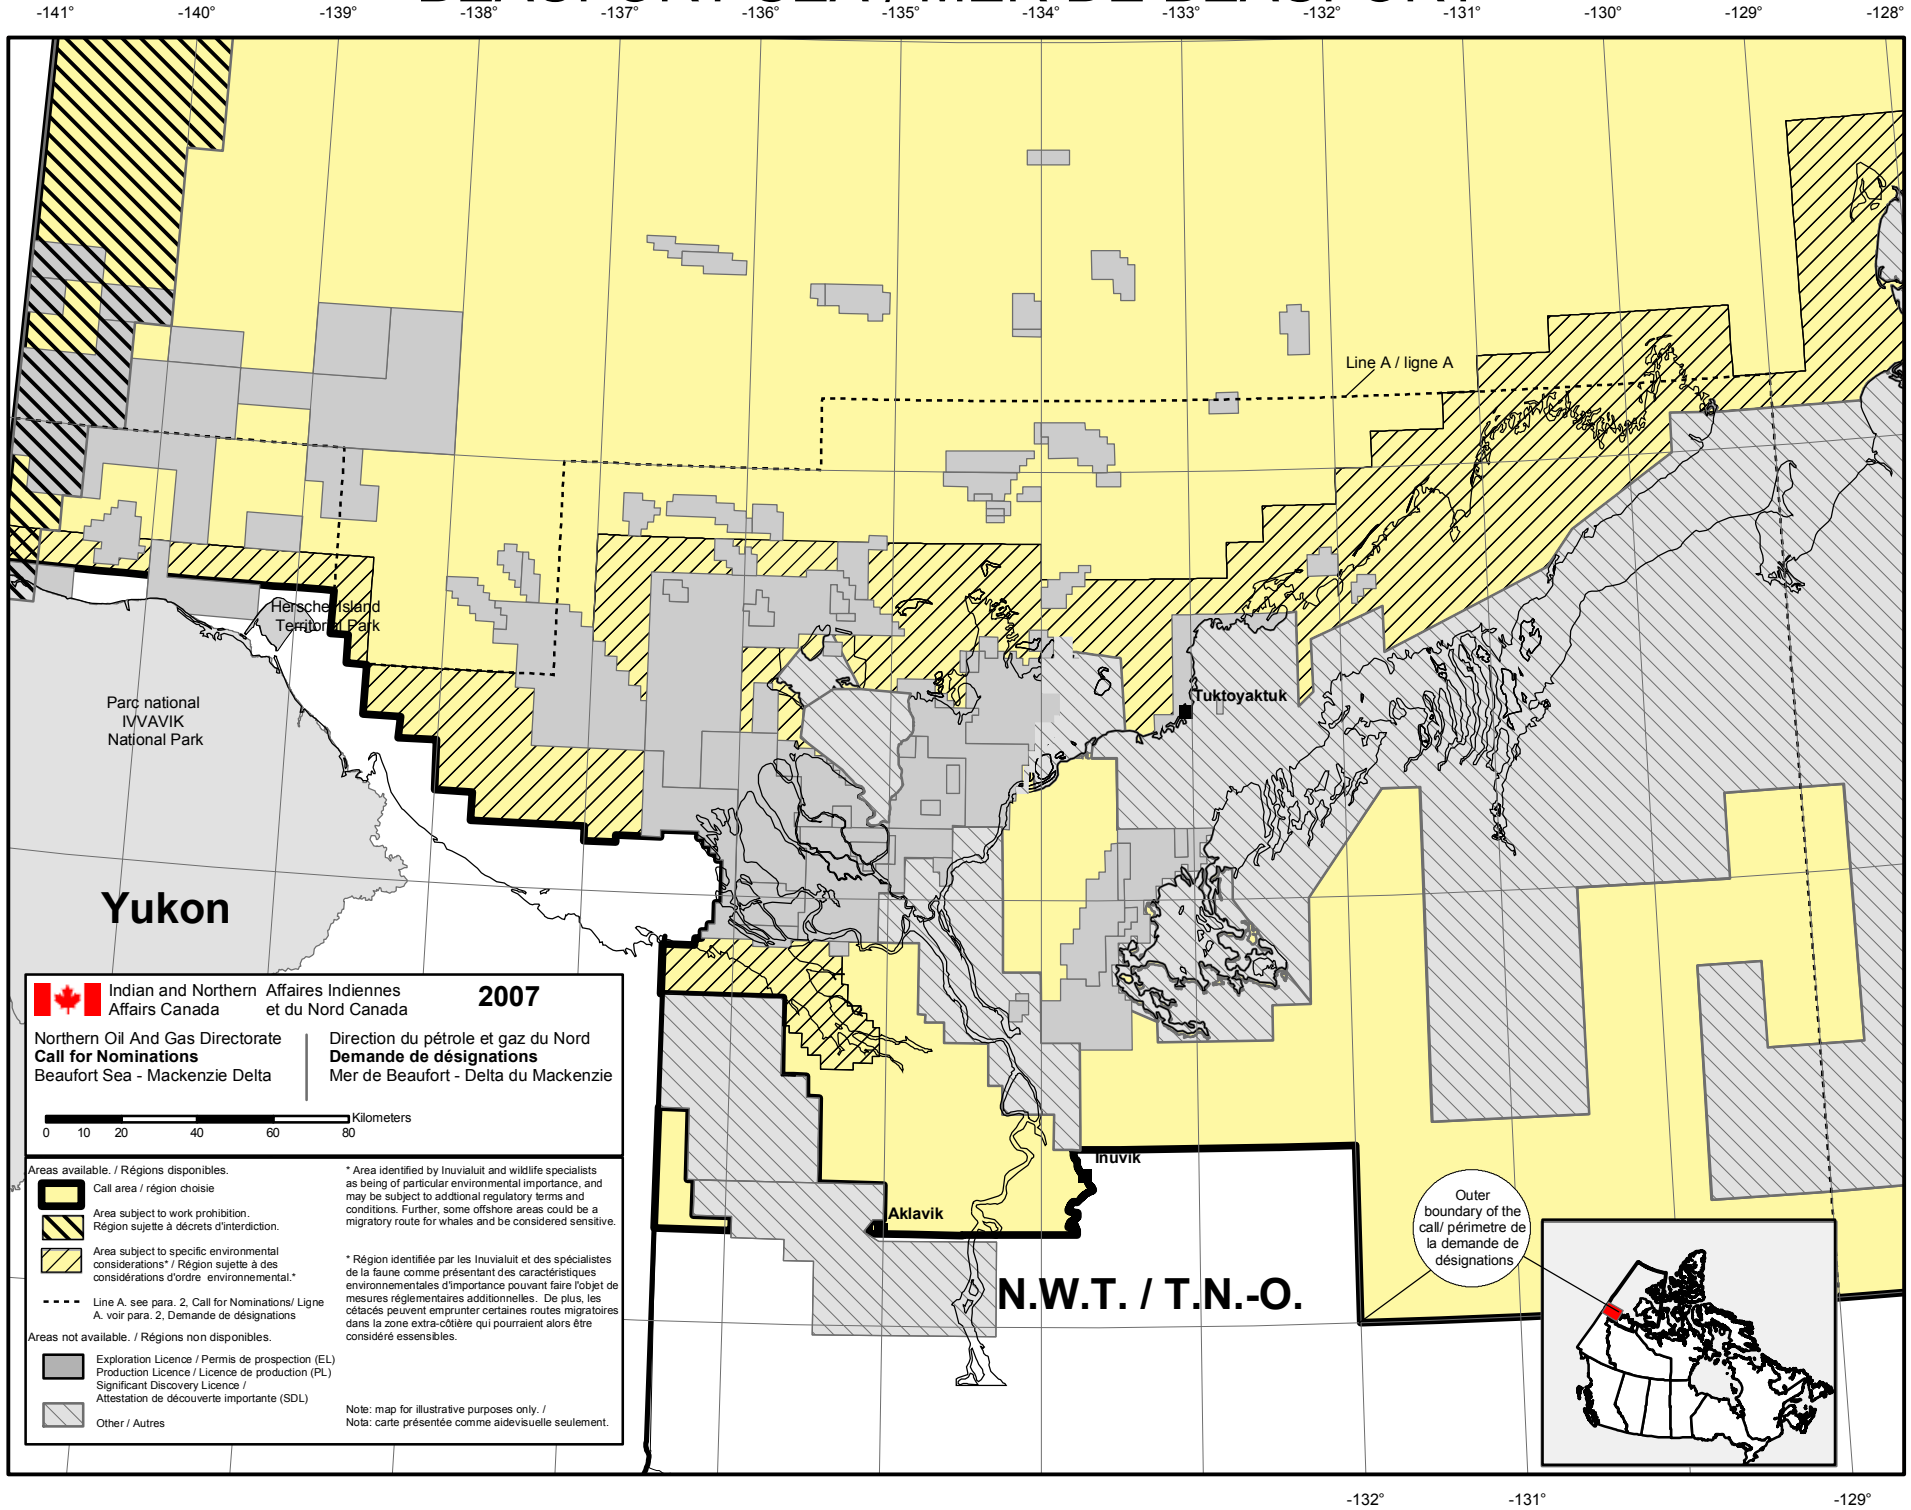 BEAUFORT SEA / MER DE BEAUFORT
-141° -140° -139° -138° -137° -136° -135° -134° -133° -132° -131° -130° -129° -128°
Line A / ligne A
Herschel Island
Territorial Park
Parc national
IVVAVIK
National Park
Tuktoyaktuk
Yukon
Inuvik
Aklavik
N.W.T. / T.N.-O.
Outer
boundary of the
call/ périmetre de
la demande de
désignations
Indian and Northern
Affairs Canada
Affaires Indiennes
et du Nord Canada
2007
Northern Oil And Gas Directorate
Call for Nominations
Beaufort Sea - Mackenzie Delta
Direction du pétrole et gaz du Nord
Demande de désignations
Mer de Beaufort - Delta du Mackenzie
Kilometers
0 10 20 40 60 80
Areas available. / Régions disponibles.
Call area / région choisie
Area subject to work prohibition.
Région sujette à décrets d'interdiction.
Area subject to specific environmental
considerations* / Région sujette à des
considérations d'ordre environnemental.*
Line A. see para. 2, Call for Nominations/ Ligne
A. voir para. 2, Demande de désignations
Areas not available. / Régions non disponibles.
Exploration Licence / Permis de prospection (EL)
Production Licence / Licence de production (PL)
Significant Discovery Licence /
Attestation de découverte importante (SDL)
Other / Autres
* Area identified by Inuvialuit and wildlife specialists
as being of particular environmental importance, and
may be subject to addtional regulatory terms and
conditions. Further, some offshore areas could be a
migratory route for whales and be considered sensitive.
* Région identifiée par les Inuvialuit et des spécialistes
de la faune comme présentant des caractéristiques
environnementales d'importance pouvant faire l'objet de
mesures réglementaires additionnelles. De plus, les
cétacés peuvent emprunter certaines routes migratoires
dans la zone extra-côtière qui pourraient alors être
considéré essensibles.
Note: map for illustrative purposes only. /
Nota: carte présentée comme aidevisuelle seulement.
-132° -131° -129°